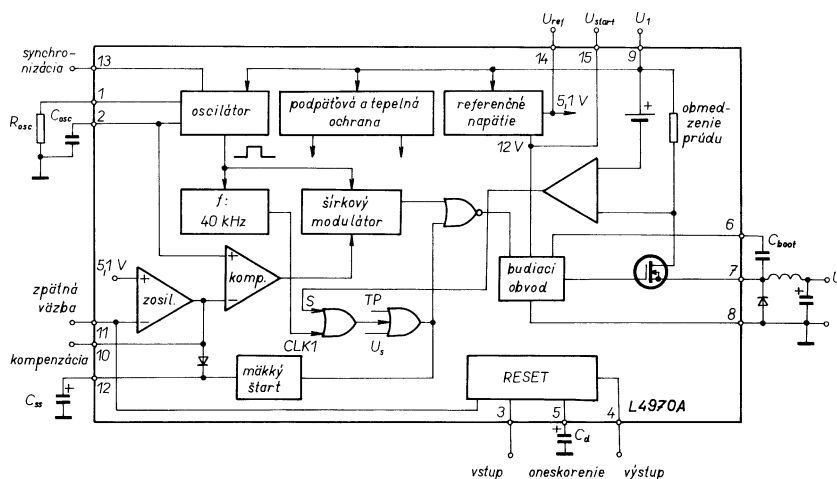 U_ref U_start U_1
synchro-
nizácia
13 14 15 9
R_osc C_osc 1 2
oscilátor
podpäťová a tepelná
ochrana
referenčné
napätie
5,1 V
12 V
+
obmedz-
zenie
prúdu
f:
40 kHz
šírkový
modulátor
6
C_boot
5,1 V
+
-
zosil.
+
-
komp.
budiaci
obvod
7
U
+
zpätná
väzba
S TP
11
CLK1 U_s
8
10
kompenzácia
12
C_ss +
mäkký
štart
RESET
L4970A
3 5 4
+ C_d
vstup oneskorenie výstup